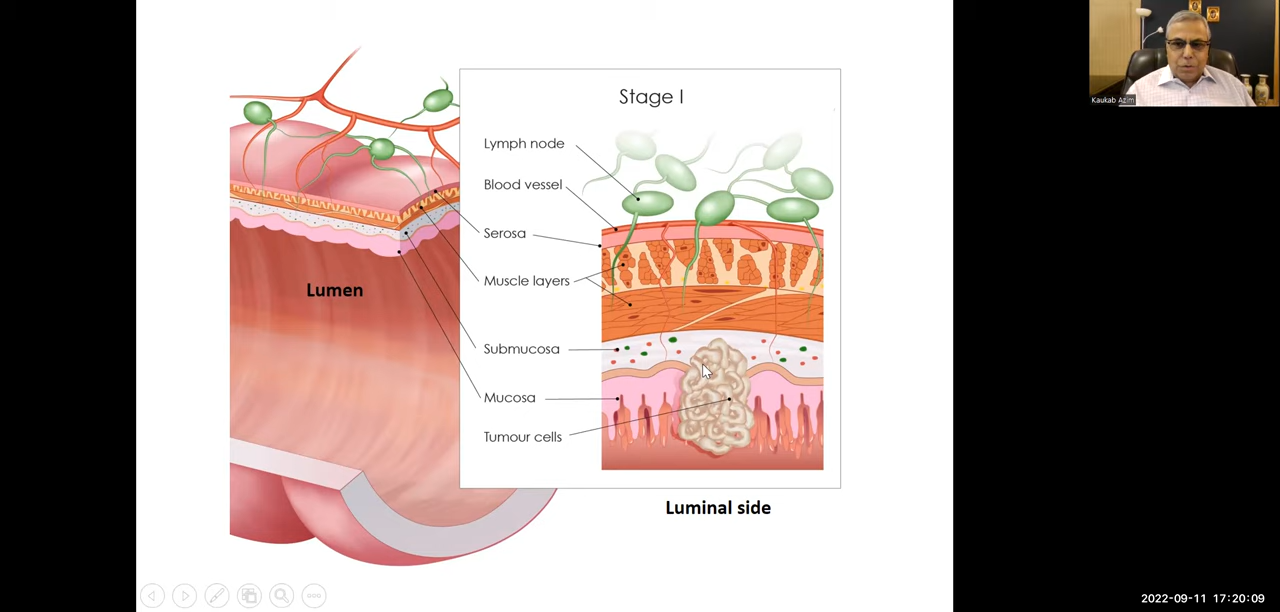 Kaukab Azim
Stage I
Lymph node
Blood vessel
Serosa
Muscle layers
Lumen
Submucosa
Mucosa
Tumour cells
Luminal side
2022-09-11 17:20:09